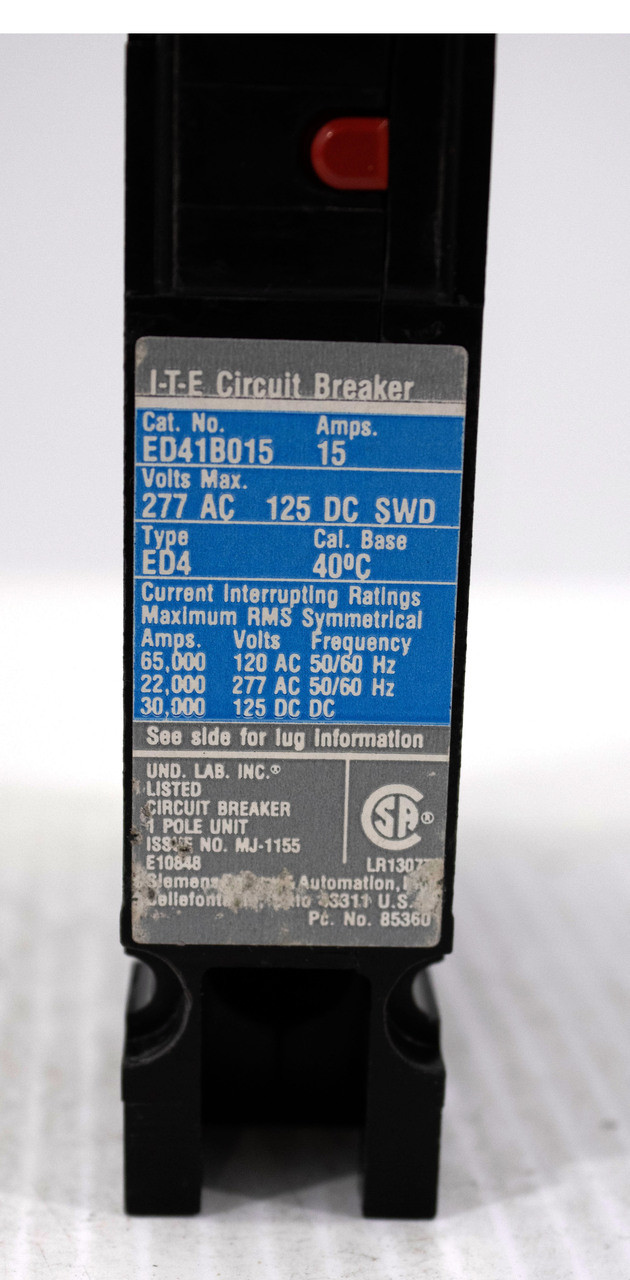 I-T-E Circuit Breaker
Cat. No. Amps.
ED41B015 15
Volts Max.
277 AC 125 DC SWD
Type Cal. Base
ED4 40ºC
Current Interrupting Ratings
Maximum RMS Symmetrical
Amps. Volts Frequency
65,000 120 AC 50/60 Hz
22,000 277 AC 50/60 Hz
30,000 125 DC DC
See side for lug information
UND. LAB. INC.®
LISTED
CIRCUIT BREAKER
1 POLE UNIT
ISSUE NO. MJ-1155
E10848
CSA®
Siemens Automation,
43311 U.S.
Pc. No. 85360